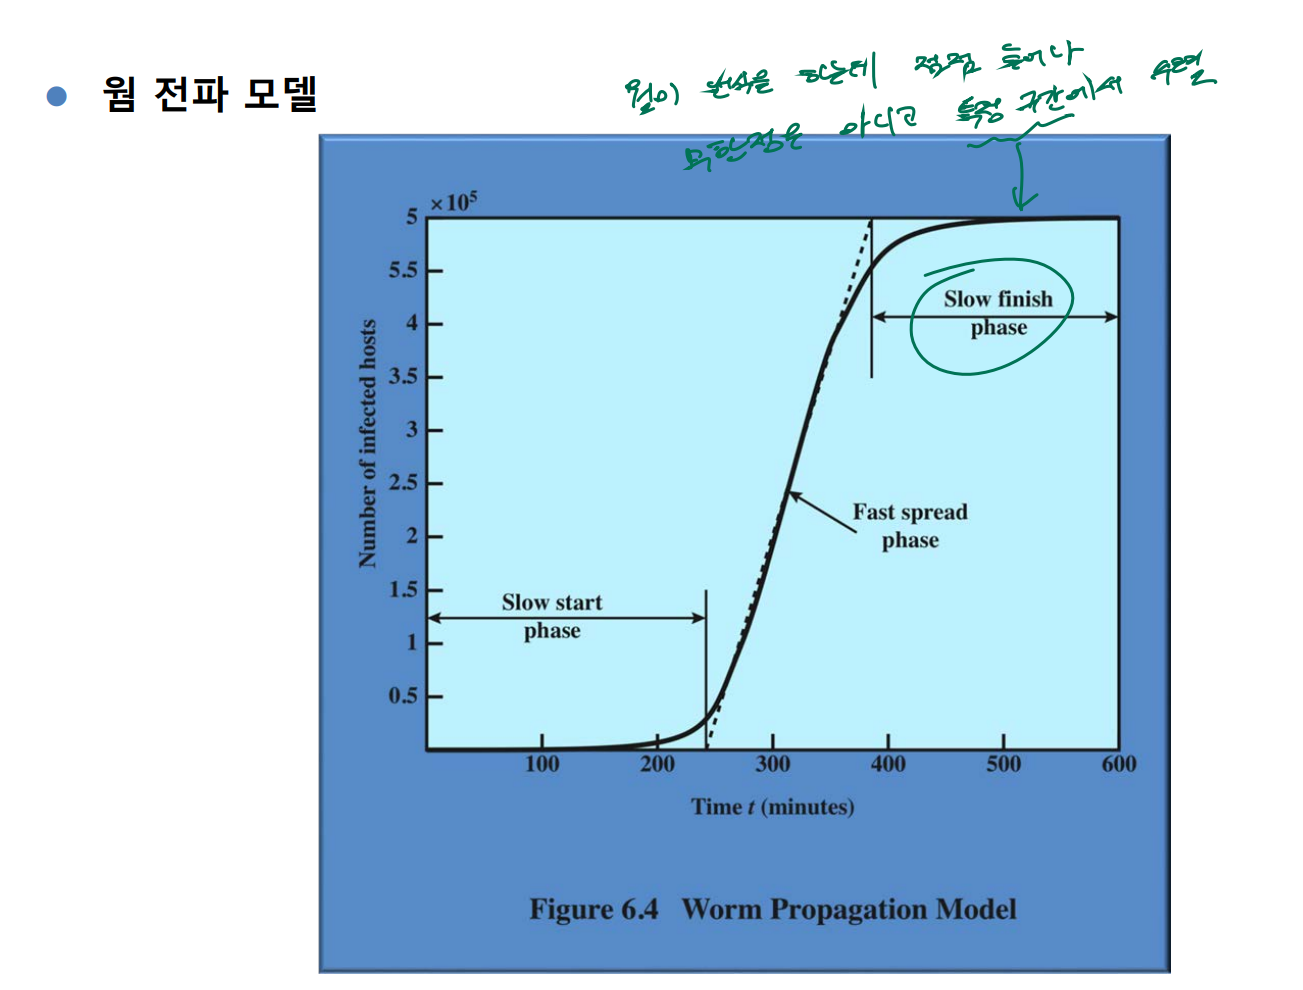 웜 전파 모델
웜이 번식을 하는데 점점 늘어나
무한정은 아니고 특정 구간에서 수렴
×10⁵
5
5.5
4
3.5
3
2.5
2
1.5
1
0.5
Number of infected hosts
Slow finish
phase
Fast spread
phase
Slow start
phase
100 200 300 400 500 600
Time t (minutes)
Figure 6.4 Worm Propagation Model